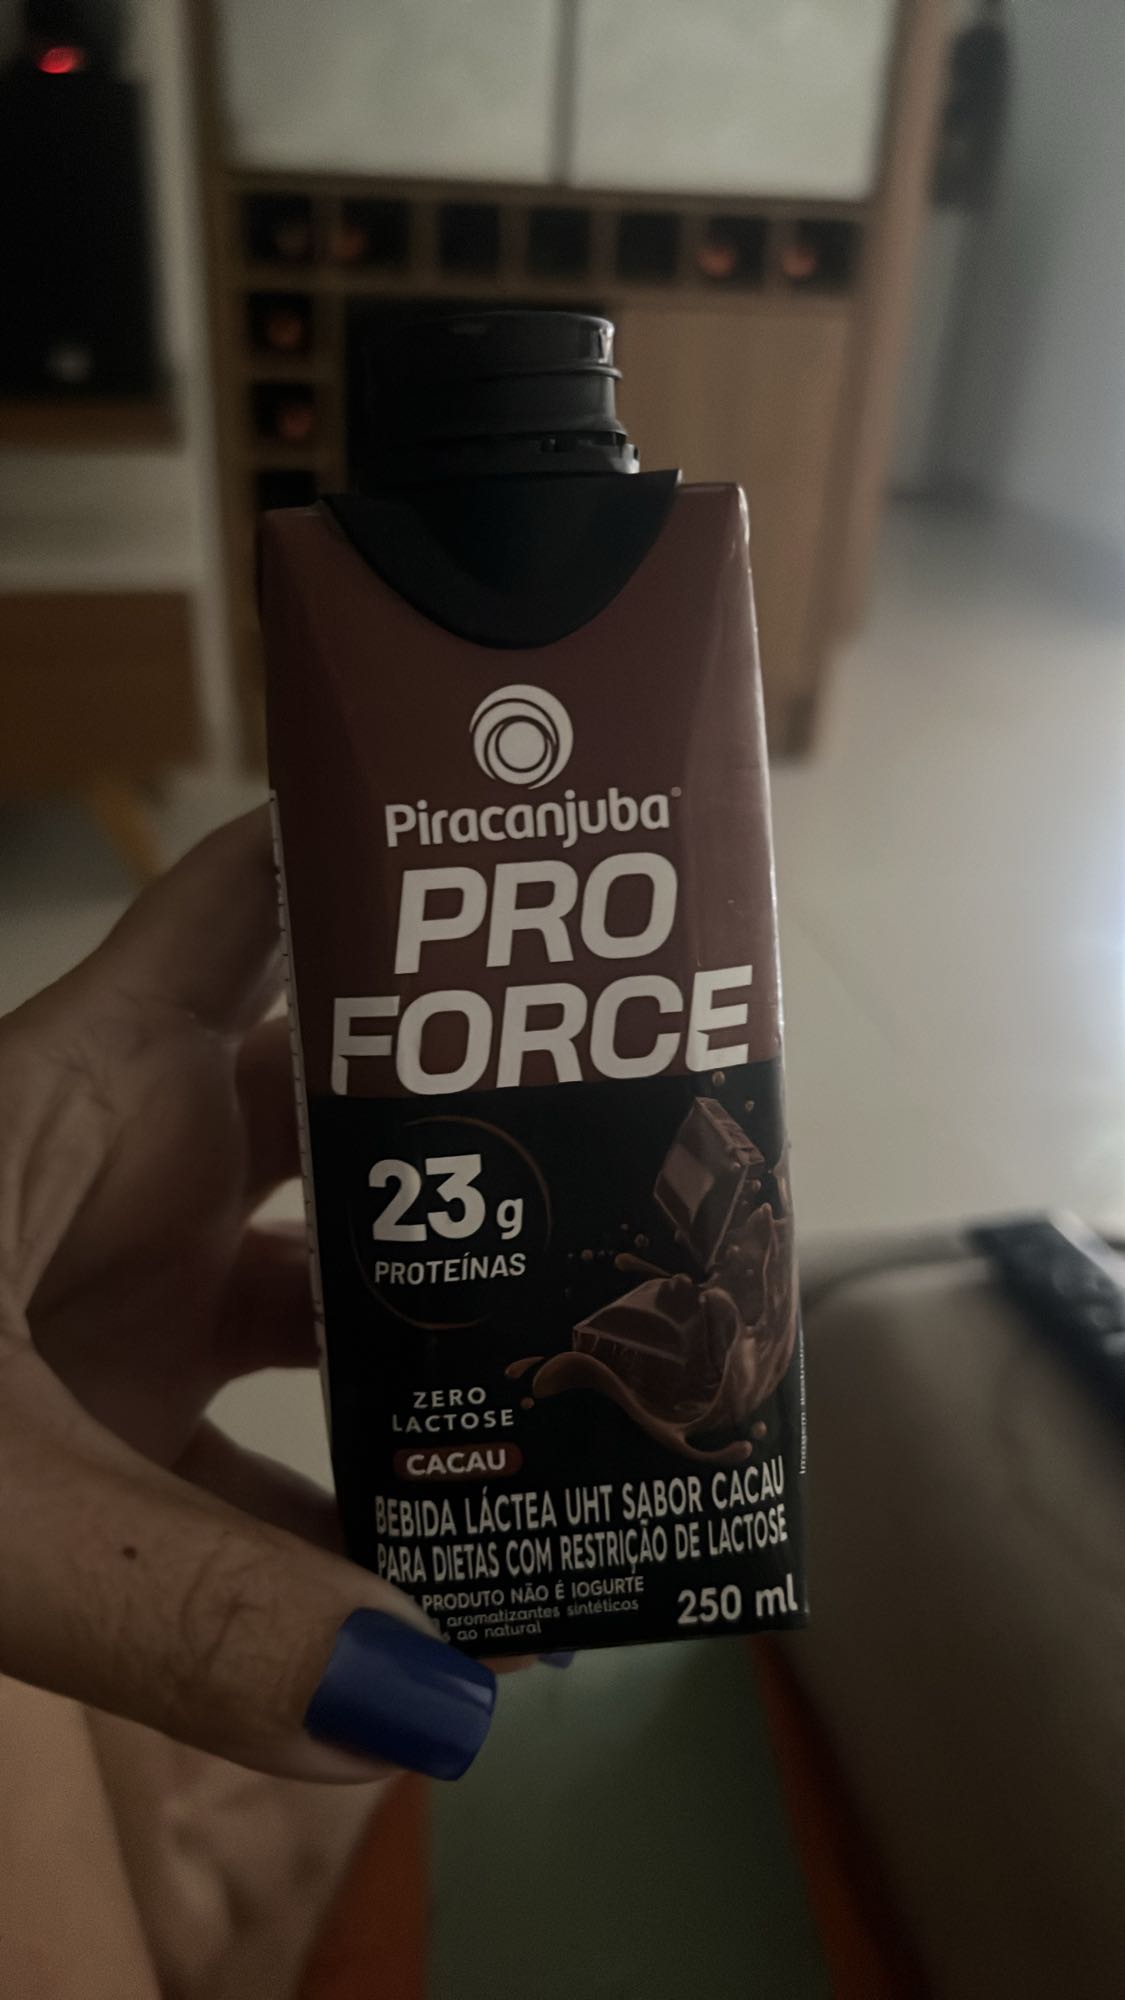 Piracanjuba
PRO
FORCE
23 g
PROTEÍNAS
ZERO
LACTOSE
CACAU
BEBIDA LÁCTEA UHT SABOR CACAU
PARA DIETAS COM RESTRIÇÃO DE LACTOSE
PRODUTO NÃO É IOGURTE
aromatizantes sintéticos
ao natural
250 ml